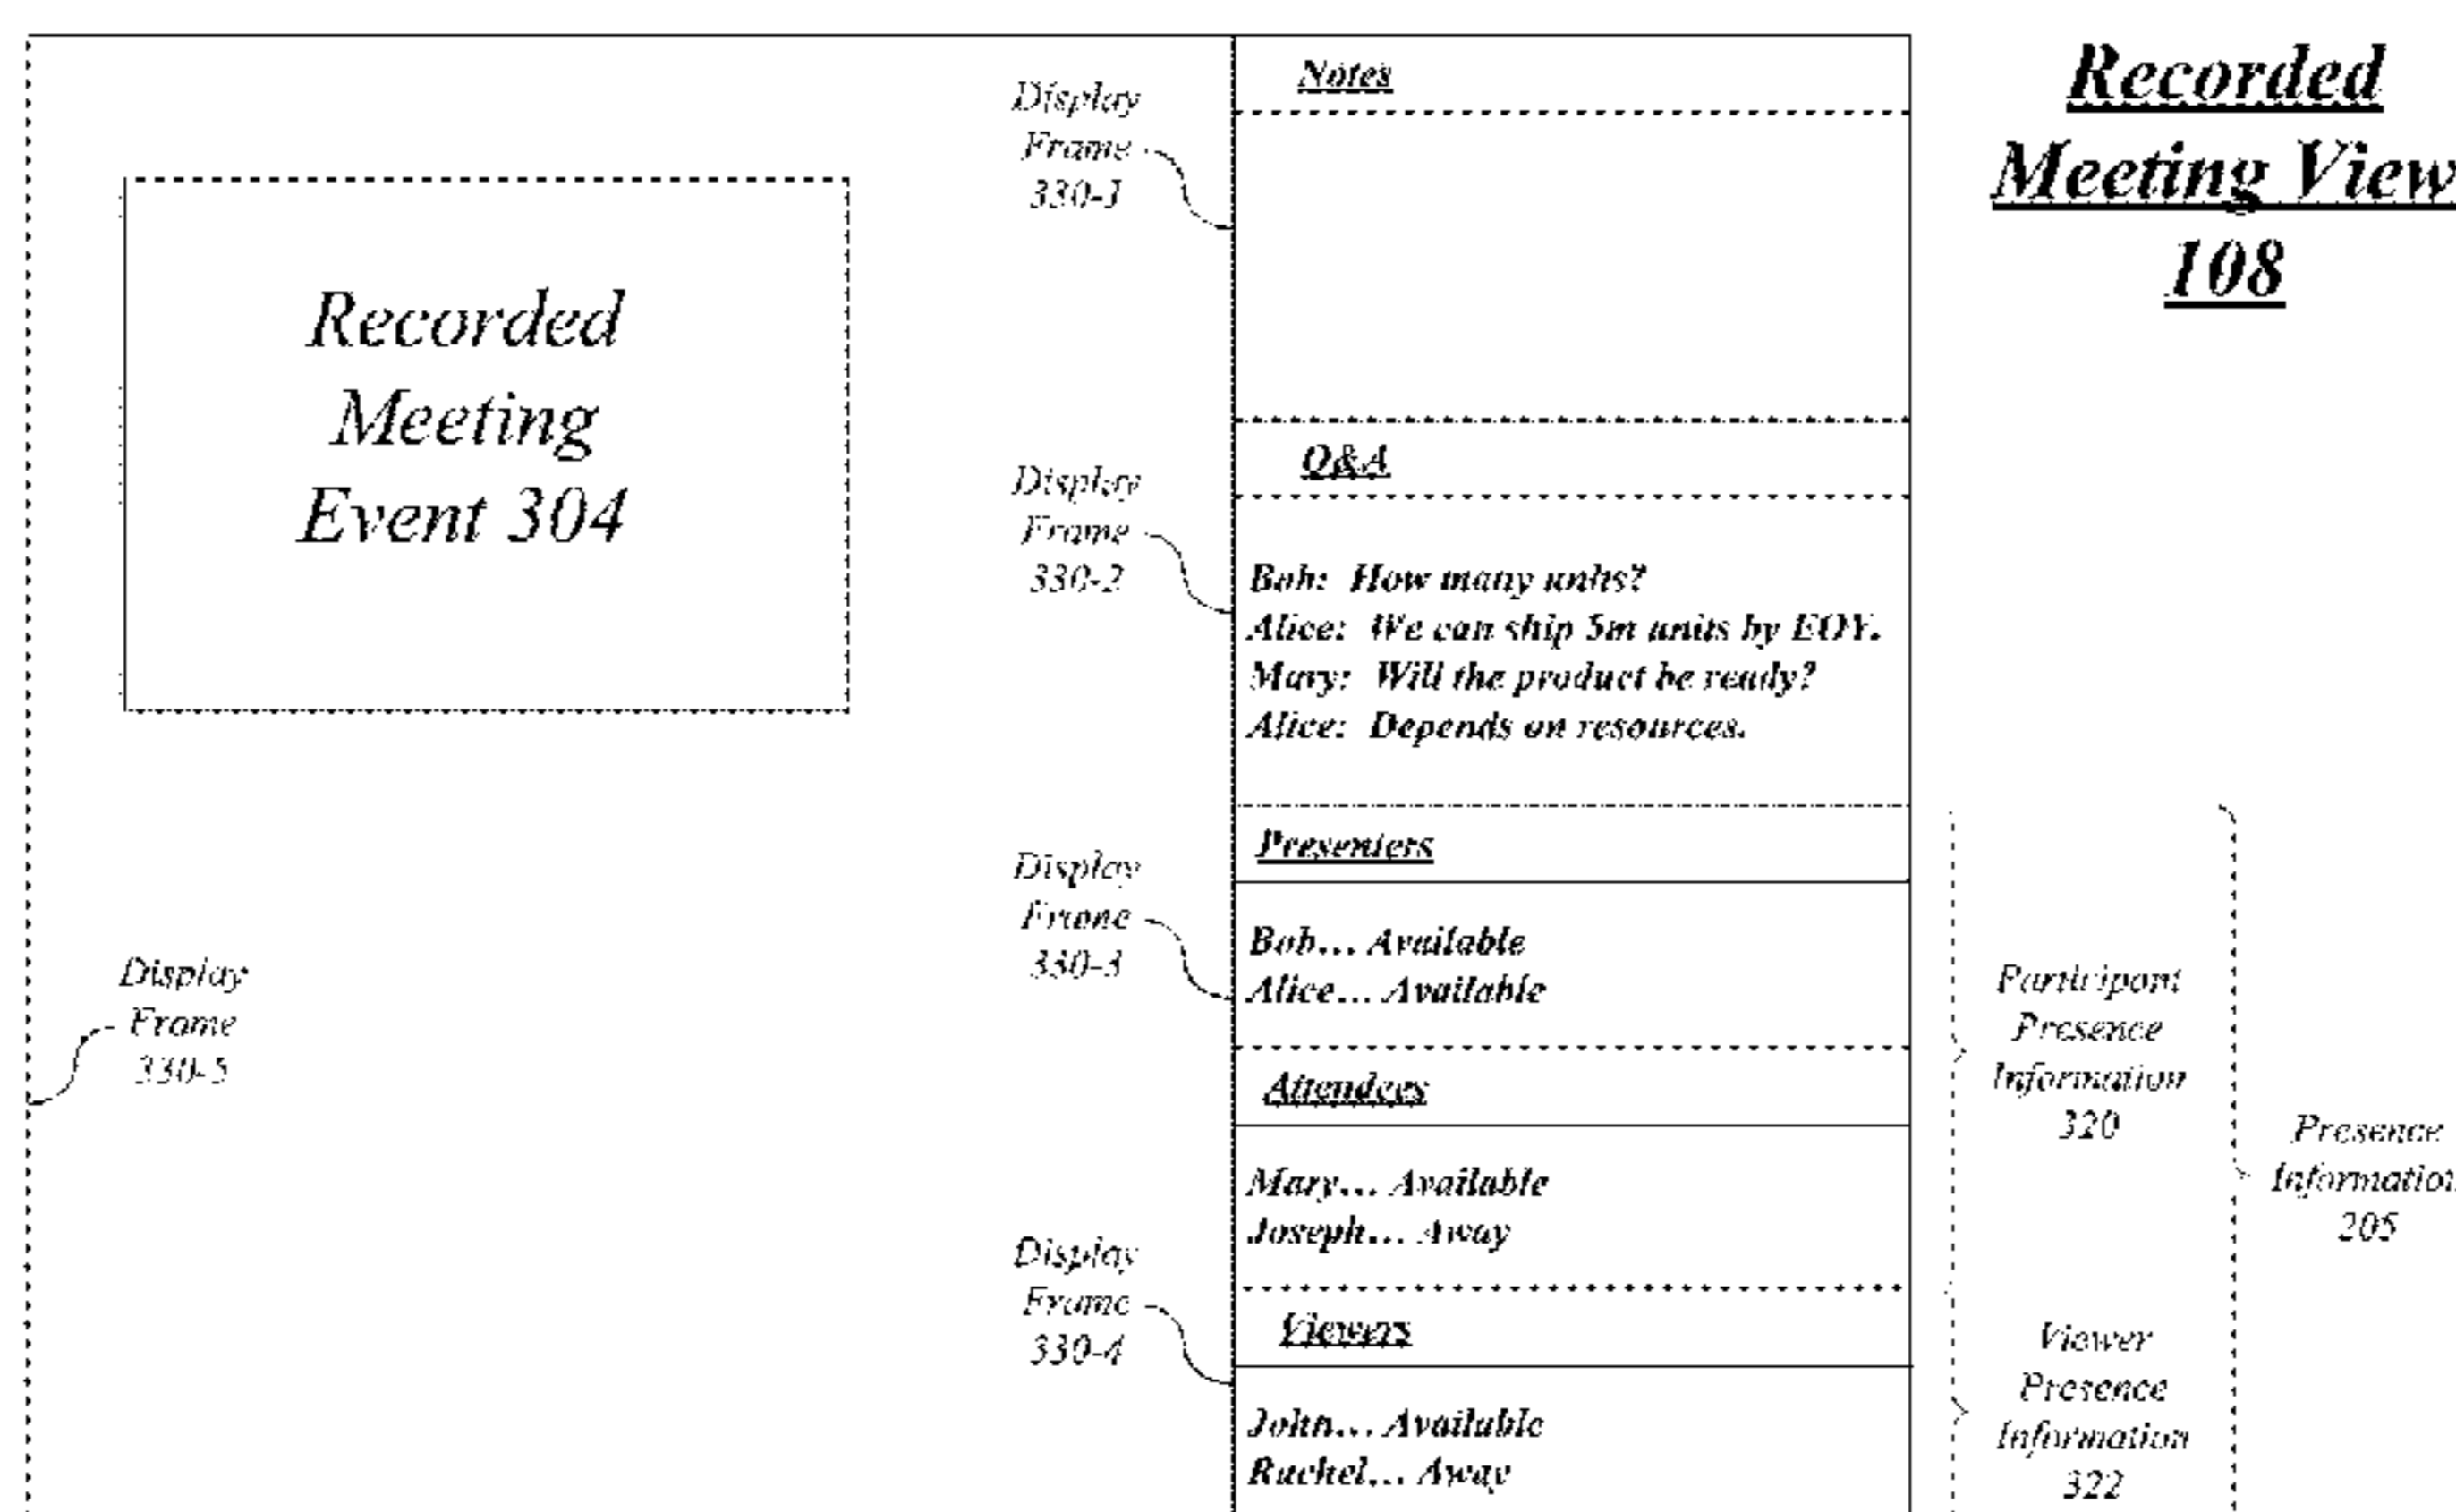 Recorded
Meeting View
108
Display
Frame
330-1
Notes
Recorded
Meeting
Event 304
Display
Frame
330-2
Q&A
Bob: How many units?
Alice: We can ship 5m units by EOY.
Mary: Will the product be ready?
Alice: Depends on resources.
Display
Frame
330-3
Presenters
Bob... Available
Alice... Available
Display
Frame
330-5
Attendees
Mary... Available
Joseph... Away
Display
Frame
330-4
Viewers
John... Available
Rachel... Away
Participant
Presence
Information
320
Viewer
Presence
Information
322
Presence
Information
205